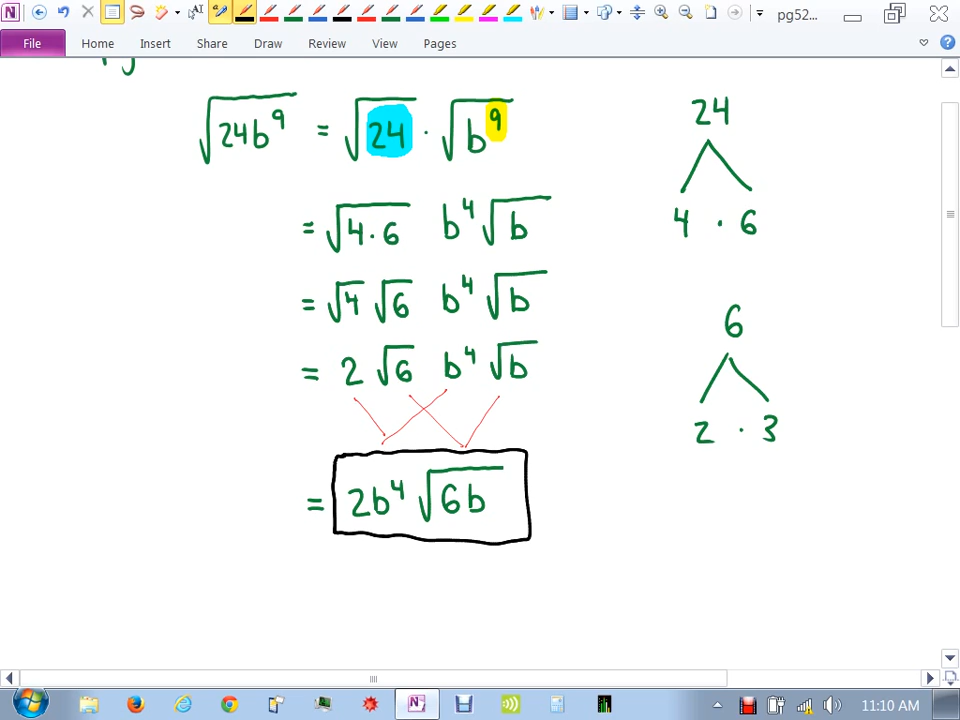 pg52...
File Home Insert Share Draw Review View Pages
√24b⁹ = √24 · √b⁹
= √4·6 b⁴ √b
= √4 √6 b⁴ √b
= 2 √6 b⁴ √b
= 2b⁴ √6b
24
4 · 6
6
2 · 3
11:10 AM